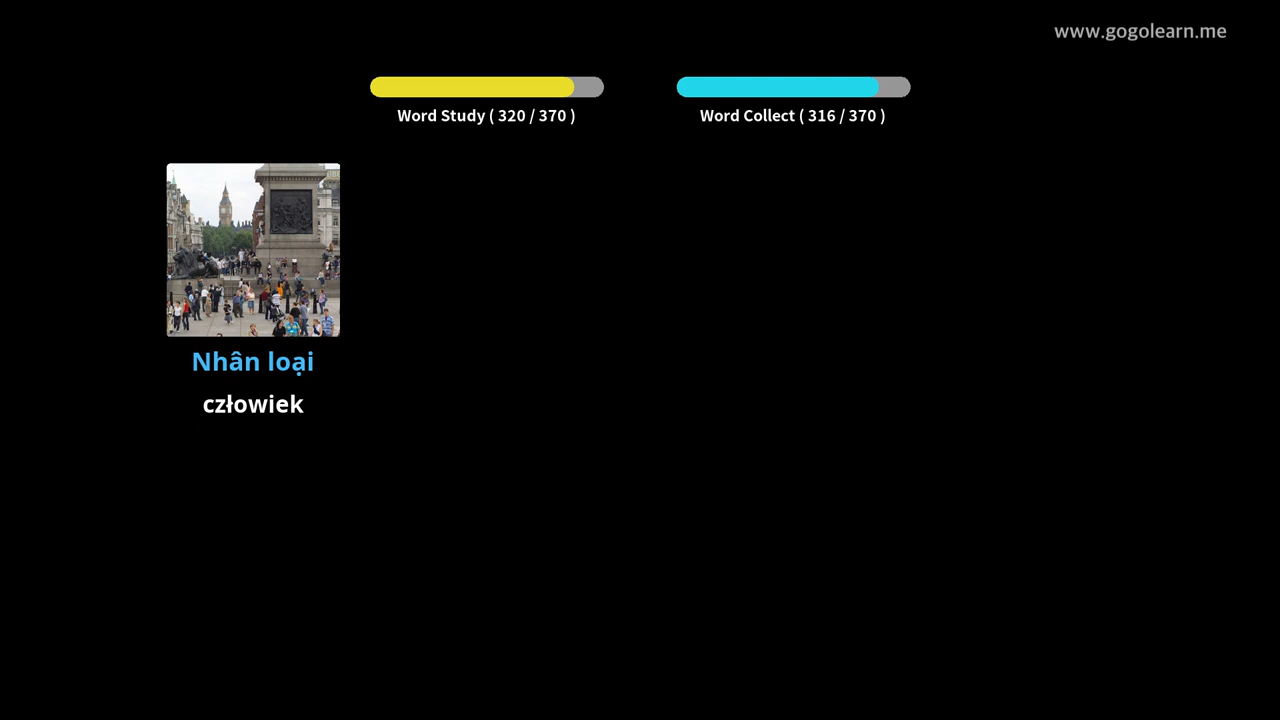 www.gogolearn.me
Word Study ( 320 / 370 )
Word Collect ( 316 / 370 )
Nhân loại
człowiek